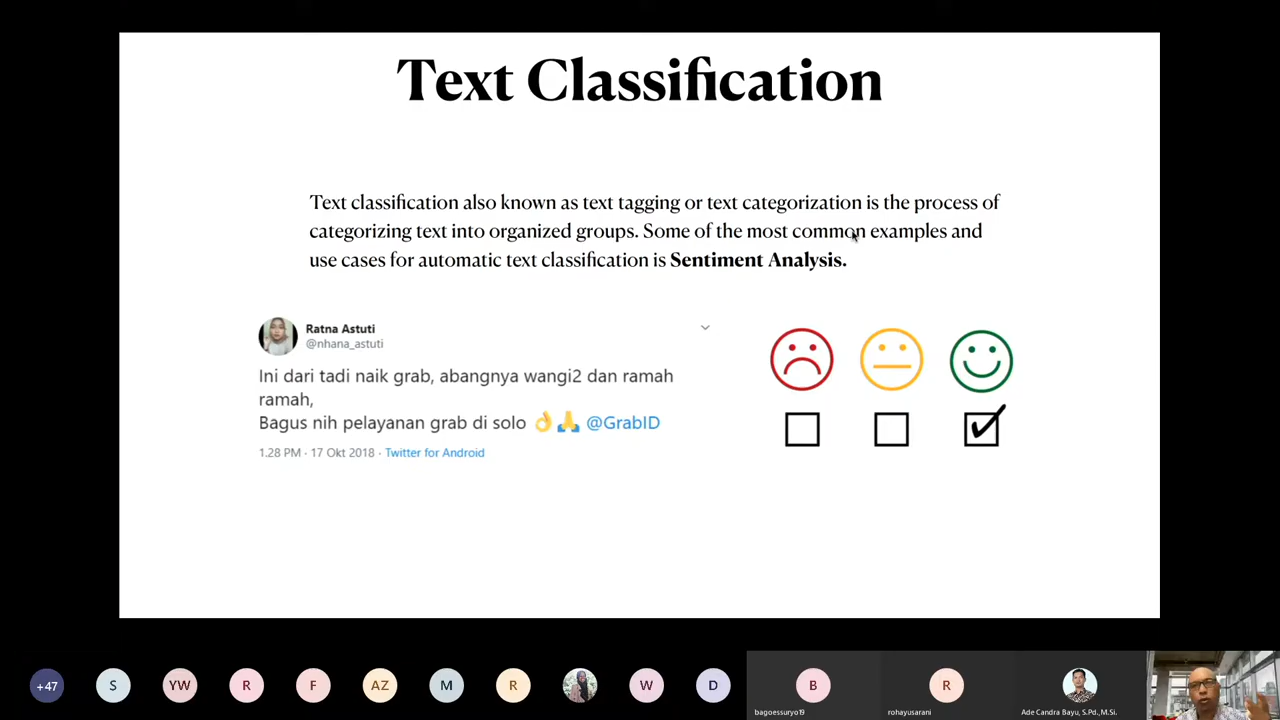 Text Classification
Text classification also known as text tagging or text categorization is the process of
categorizing text into organized groups. Some of the most common examples and
use cases for automatic text classification is Sentiment Analysis.
Ratna Astuti
@nhana_astuti
Ini dari tadi naik grab, abangnya wangi2 dan ramah
ramah,
Bagus nih pelayanan grab di solo 👌🙏 @GrabID
1.28 PM · 17 Okt 2018 · Twitter for Android
+47
S
YW
R
F
AZ
M
R
W
D
B
bagoessuryo19
R
rohayusarani
Ade Candra Bayu, S.Pd.,M.Si.